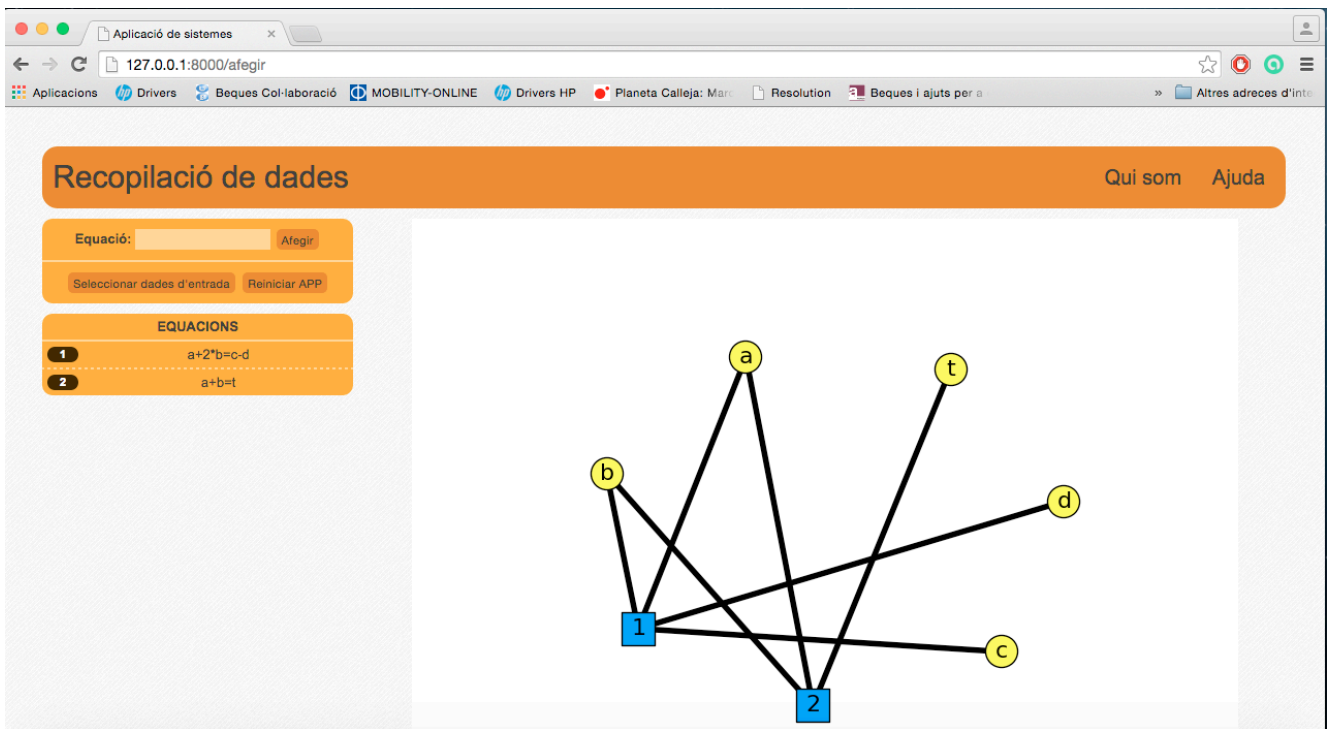 Aplicació de sistemes
127.0.0.1:8000/afegir
Aplicacions Drivers Beques Col·laboració MOBILITY-ONLINE Drivers HP Planeta Calleja: Marc Resolution Beques i ajuts per a » Altres adreces d'inte
Recopilació de dades Qui som Ajuda
Equació: Afegir
Seleccionar dades d'entrada Reiniciar APP
EQUACIONS
1 a+2*b=c-d
2 a+b=t
a
t
b
d
1
c
2